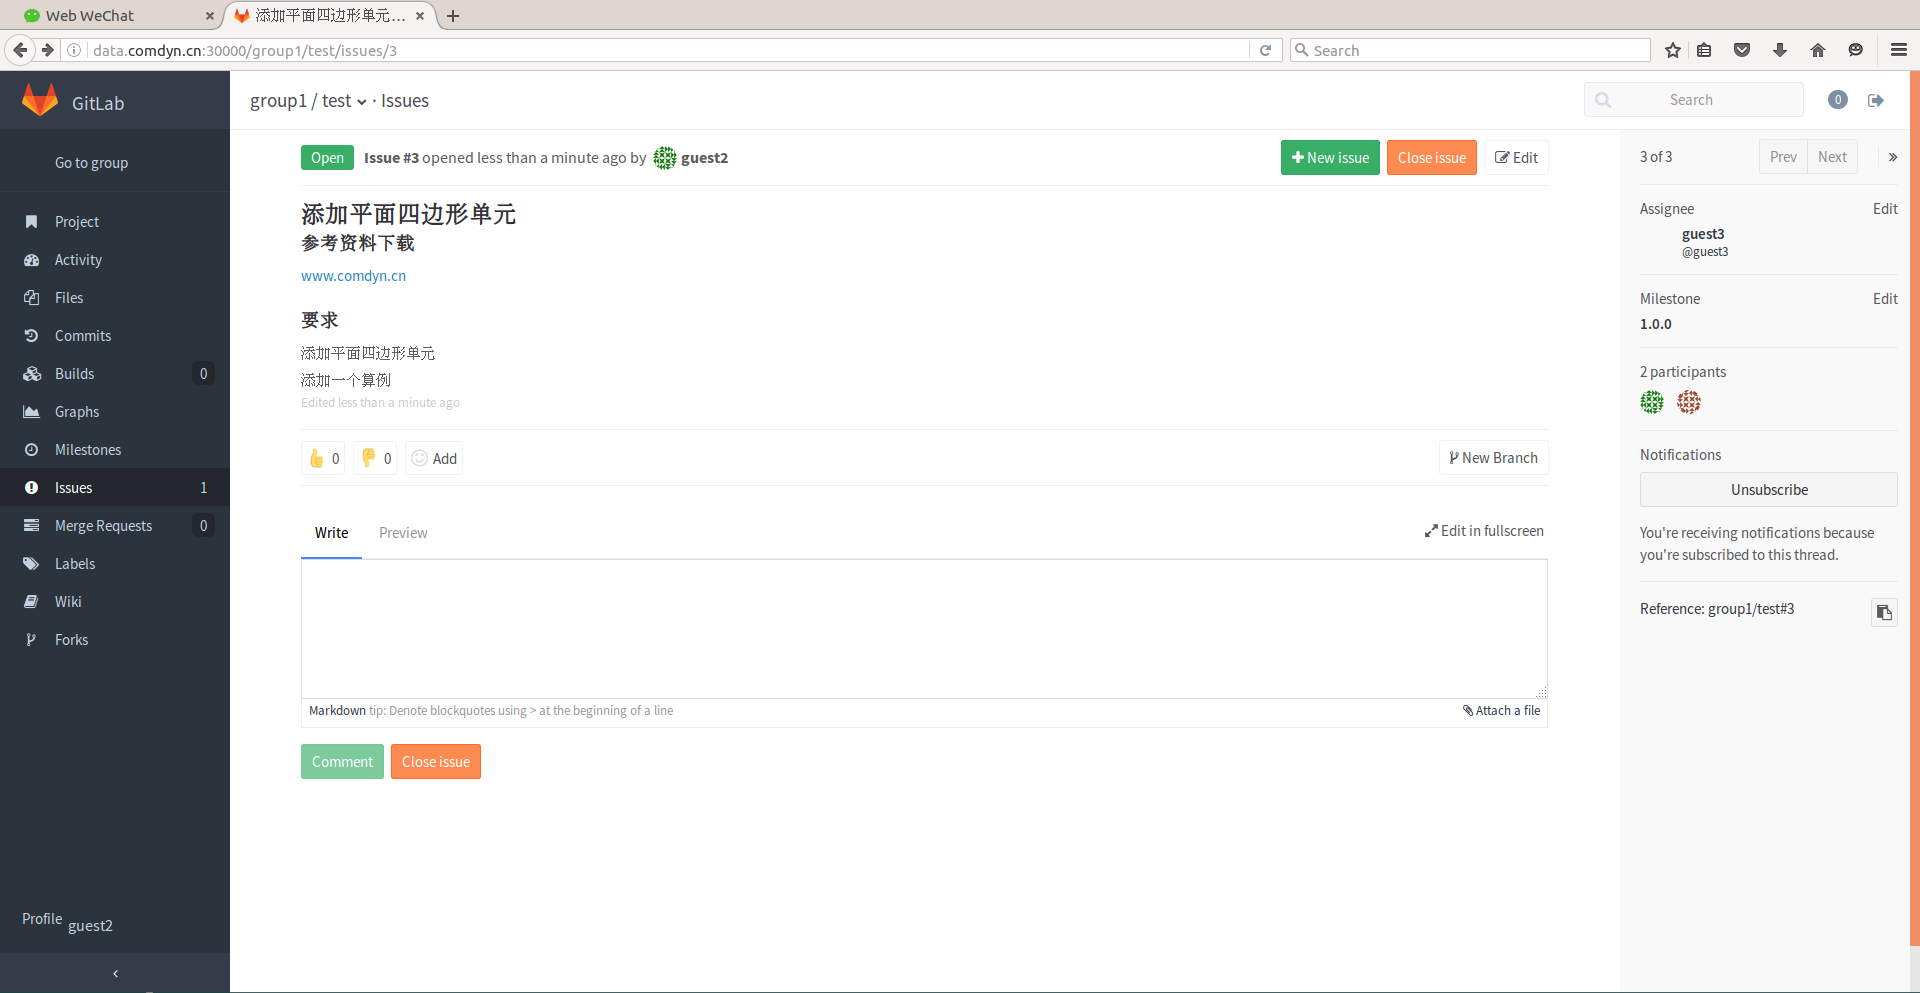 Web WeChat
添加平面四边形单元...
data.comdyn.cn:30000/group1/test/issues/3
Search
GitLab
group1 / test · Issues
Search
0
Go to group
Project
Activity
Files
Commits
Builds 0
Graphs
Milestones
Issues 1
Merge Requests 0
Labels
Wiki
Forks
Profile guest2
Open Issue #3 opened less than a minute ago by guest2
New issue
Close issue
Edit
添加平面四边形单元
参考资料下载
www.comdyn.cn
要求
添加平面四边形单元
添加一个算例
Edited less than a minute ago
0 0 Add
New Branch
Write Preview
Edit in fullscreen
Markdown tip: Denote blockquotes using > at the beginning of a line
Attach a file
Comment Close issue
3 of 3
Prev Next »
Assignee Edit
guest3
@guest3
Milestone Edit
1.0.0
2 participants
Notifications
Unsubscribe
You're receiving notifications because
you're subscribed to this thread.
Reference: group1/test#3